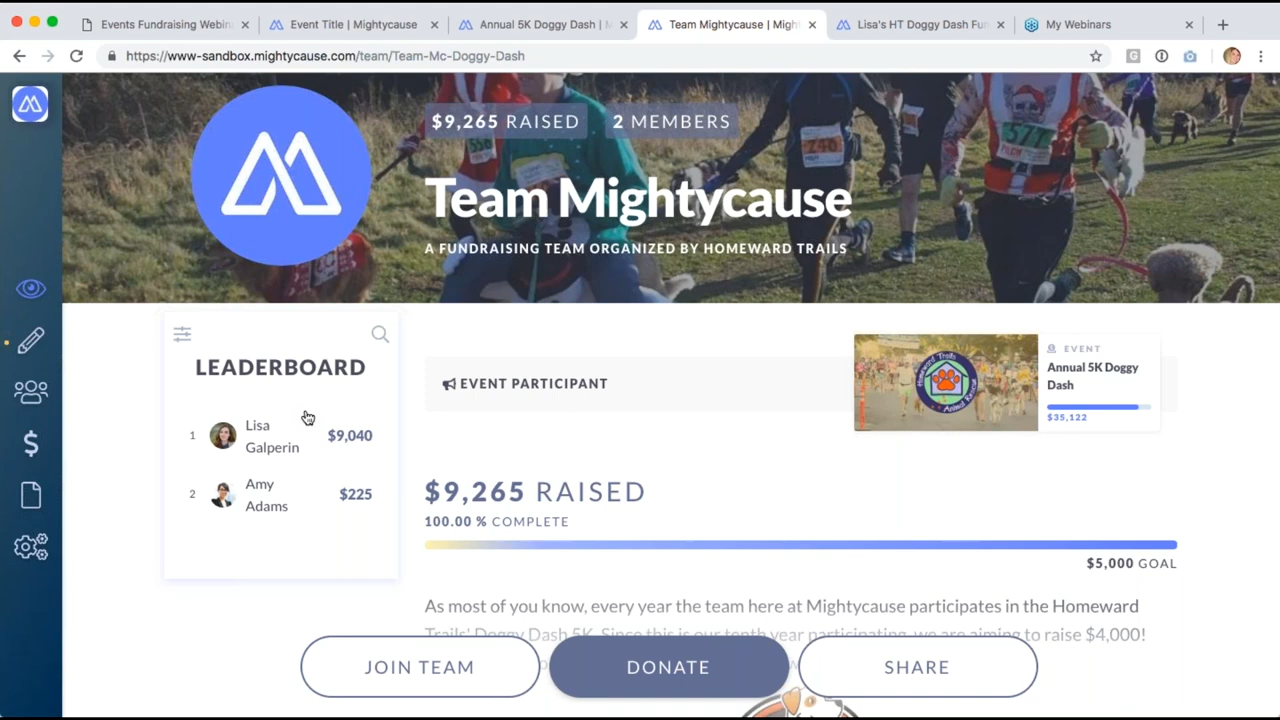 Events Fundraising Webin
Event Title | Mightycause
Annual 5K Doggy Dash | M
Team Mightycause | Migh
Lisa's HT Doggy Dash Fun
My Webinars
https://www-sandbox.mightycause.com/team/Team-Mc-Doggy-Dash
$9,265 RAISED
2 MEMBERS
Team Mightycause
A FUNDRAISING TEAM ORGANIZED BY HOMEWARD TRAILS
LEADERBOARD
1 Lisa Galperin $9,040
2 Amy Adams $225
EVENT PARTICIPANT
EVENT
Annual 5K Doggy
Dash
$35,122
Homeward Trails
Animal Rescue
$9,265 RAISED
100.00 % COMPLETE
$5,000 GOAL
As most of you know, every year the team here at Mightycause participates in the Homeward
Trails' Doggy Dash 5K. Since this is our tenth year participating, we are aiming to raise $4,000!
JOIN TEAM
DONATE
SHARE